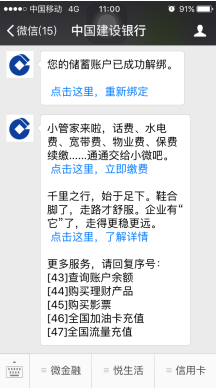 中国移动 4G 11:00 91%
微信(15) 中国建设银行
您的储蓄账户已成功解绑。
点击这里，重新绑定
小管家来啦，话费、水电
费、宽带费、物业费、保费
续缴......通通交给小微吧。
点击这里，立即缴费
千里之行，始于足下。鞋合
脚了，走路才舒服。企业有“
它”了，走得更稳更远。
点击这里，了解详情
更多服务，请回复序号：
[43]查询账户余额
[44]购买理财产品
[45]购买影票
[46]全国加油卡充值
[47]全国流量充值
微金融 悦生活 信用卡